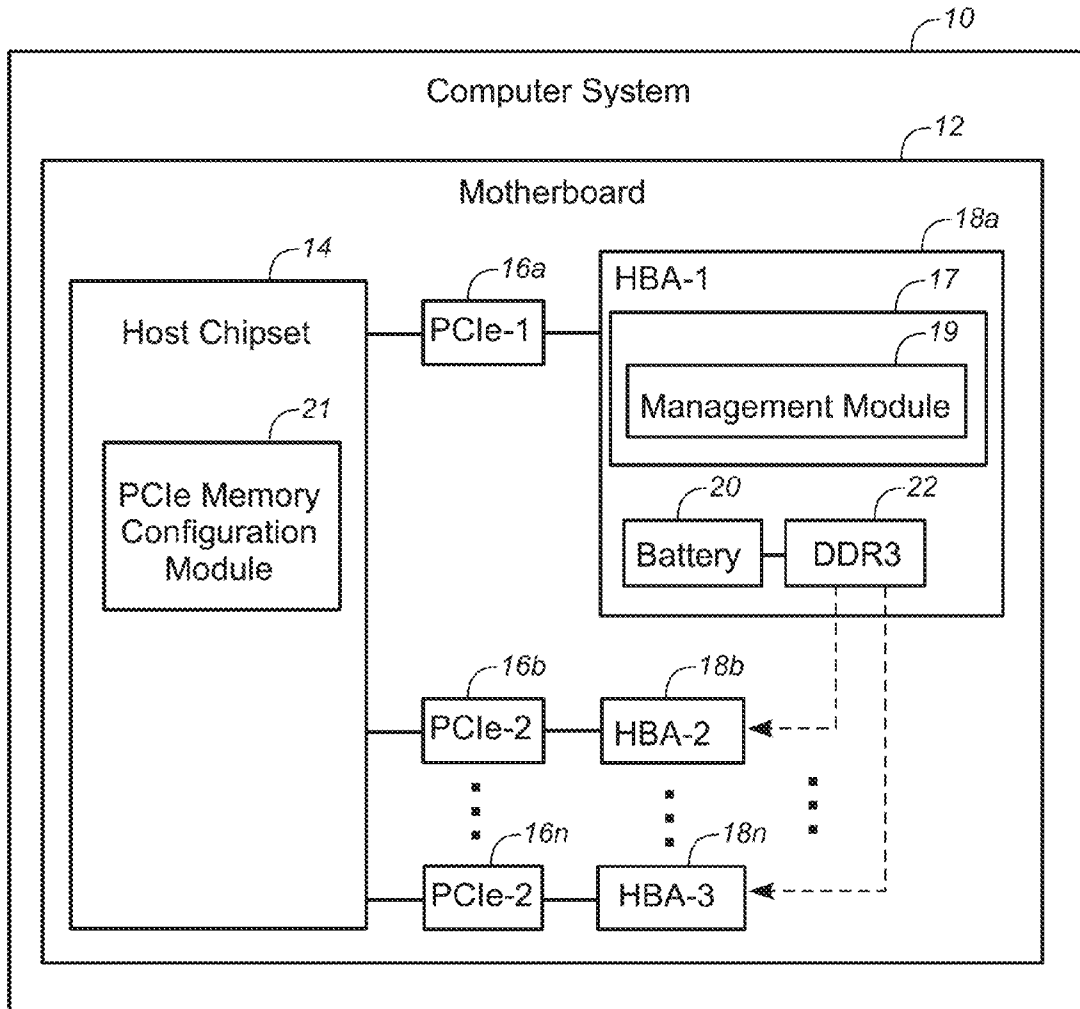 10
Computer System
12
Motherboard
18a
14
16a
HBA-1
17
Host Chipset
PCIe-1
19
Management Module
21
20
22
PCIe Memory
Configuration
Module
Battery
DDR3
16b
18b
PCIe-2
HBA-2
16n
18n
PCIe-2
HBA-3